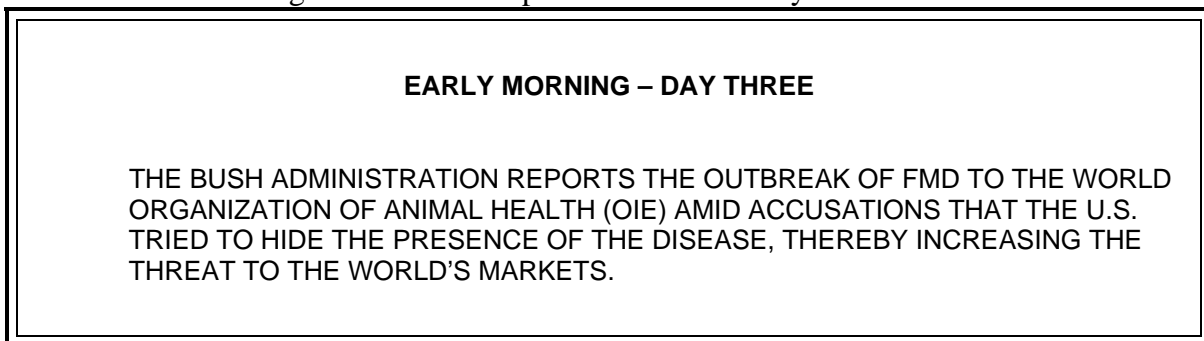 EARLY MORNING – DAY THREE
THE BUSH ADMINISTRATION REPORTS THE OUTBREAK OF FMD TO THE WORLD
ORGANIZATION OF ANIMAL HEALTH (OIE) AMID ACCUSATIONS THAT THE U.S.
TRIED TO HIDE THE PRESENCE OF THE DISEASE, THEREBY INCREASING THE
THREAT TO THE WORLD'S MARKETS.